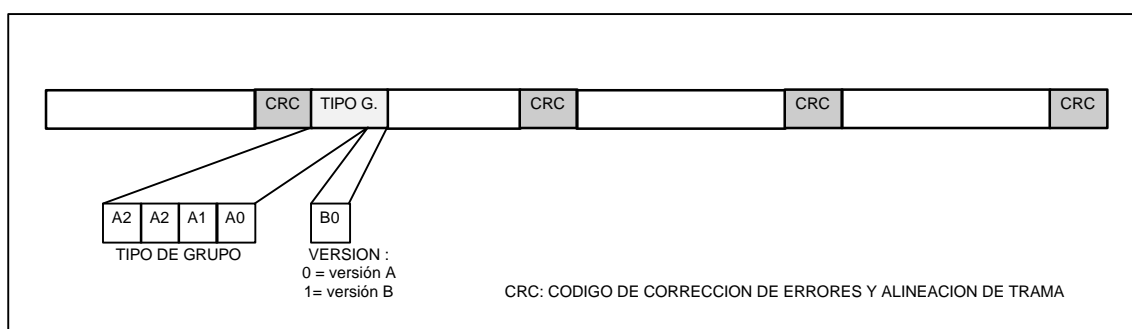 CRC TIPO G. CRC CRC CRC
A2 A2 A1 A0 B0
TIPO DE GRUPO VERSION :
0 = versión A
1= versión B CRC: CODIGO DE CORRECCION DE ERRORES Y ALINEACION DE TRAMA